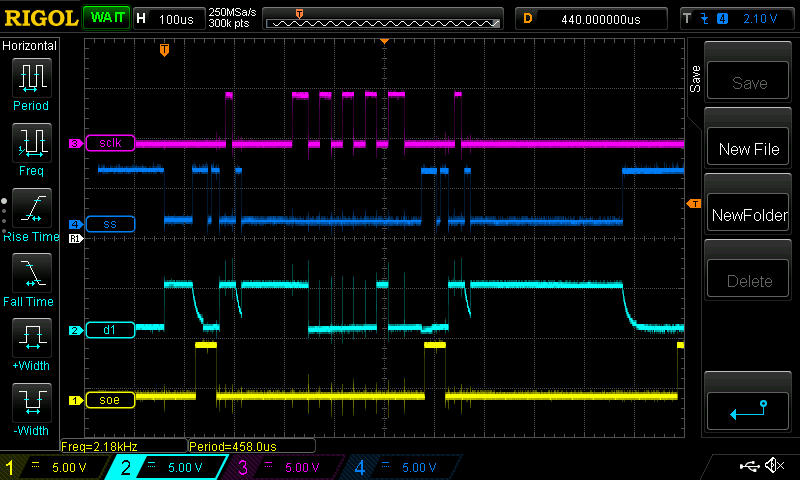 RIGOL WAIT H 100us 250MSa/s 300k pts T D 440.000000us T 4 2.10 V
Horizontal
Period
Freq
Rise Time
Fall Time
+Width
-Width
T
3 sclk
4 ss
T
R1
2 d1
1 soe
Freq=2.18kHz Period=458.0us
1 5.00 V 2 5.00 V 3 5.00 V 4 5.00 V
Save
Save
New File
NewFolder
Delete